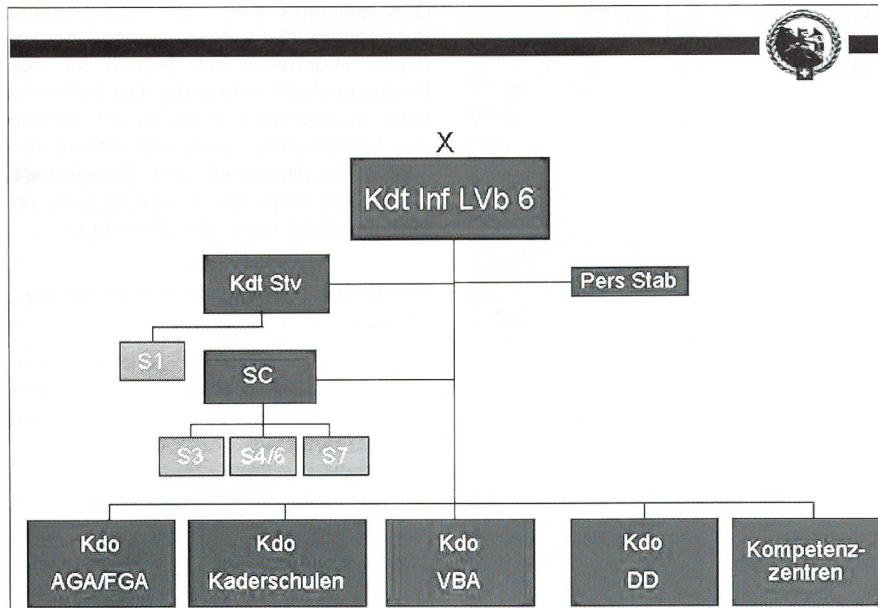 X
Kdt Inf LVb 6
Kdt Stv
Pers Stab
S1
SC
S3
S4/6
S7
Kdo
AGA/FGA
Kdo
Kaderschulen
Kdo
VBA
Kdo
DD
Kompetenz-
zentren